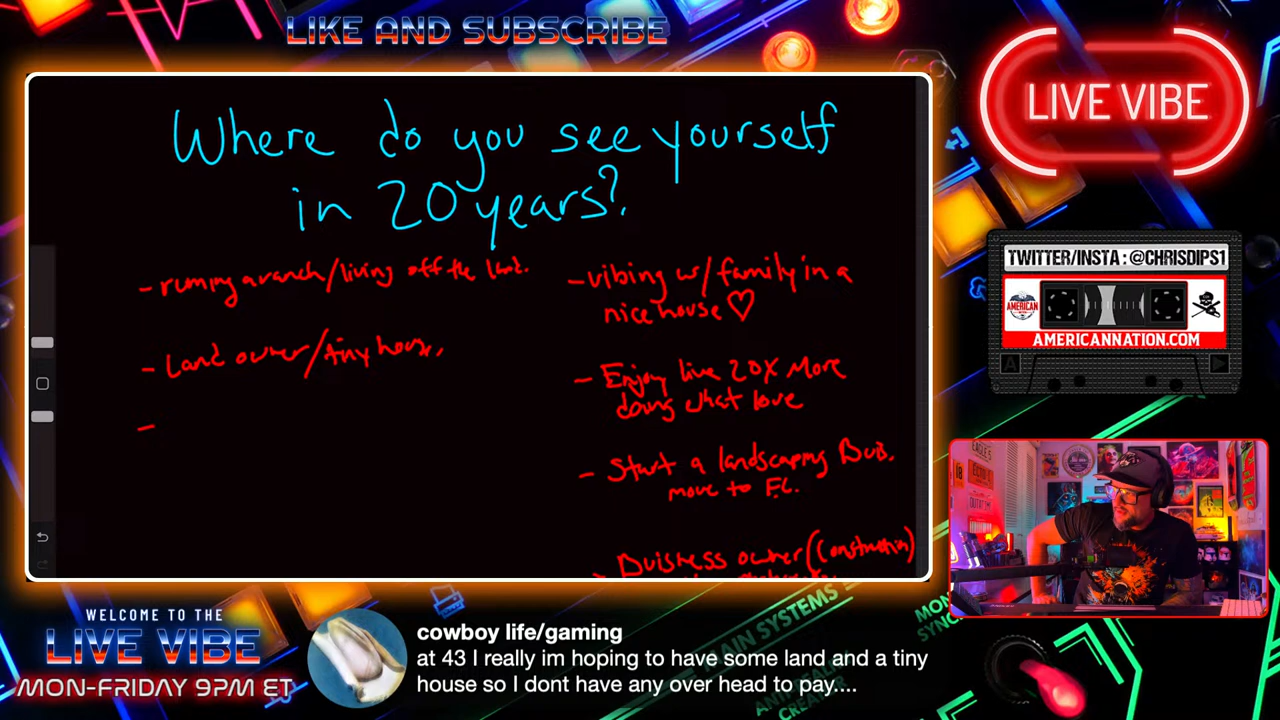 LIKE AND SUBSCRIBE
LIVE VIBE
Where do you see yourself
in 20 years?
- running a ranch/living off the land.
- Land owner/tiny house,
-
- vibing w/ family in a
nice house ♡
- Enjoy live 20X More
doing what love
- Start a landscaping Buis.
move to FL.
- Buisness owner (Construction)
TWITTER/INSTA : @CHRISDIPS1
AMERICAN
AMERICANNATION.COM
A
WELCOME TO THE
LIVE VIBE
MON-FRIDAY 9PM ET
cowboy life/gaming
at 43 I really im hoping to have some land and a tiny
house so I dont have any over head to pay....